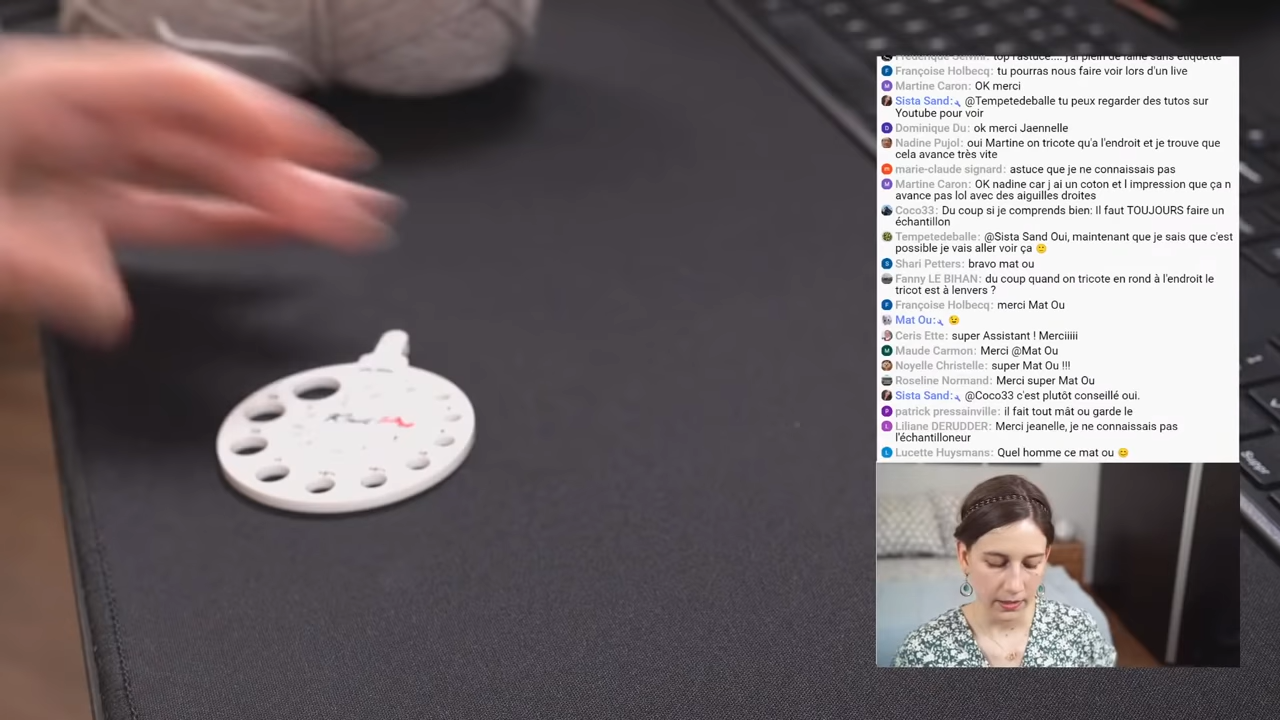 Françoise Holbecq: tu pourras nous faire voir lors d'un live
Martine Caron: OK merci
Sista Sand: @Tempetedeballe tu peux regarder des tutos sur
Youtube pour voir
Dominique Du: ok merci Jaennelle
Nadine Pujol: oui Martine on tricote qu'a l'endroit et je trouve que
cela avance très vite
marie-claude signard: astuce que je ne connaissais pas
Martine Caron: OK nadine car j ai un coton et l impression que ça n
avance pas lol avec des aiguilles droites
Coco33: Du coup si je comprends bien: Il faut TOUJOURS faire un
échantillon
Tempetedeballe: @Sista Sand Oui, maintenant que je sais que c'est
possible je vais aller voir ça 🙂
Shari Petters: bravo mat ou
Fanny LE BIHAN: du coup quand on tricote en rond à l'endroit le
tricot est à lenvers ?
Françoise Holbecq: merci Mat Ou
Mat Ou: 😉
Ceris Ette: super Assistant ! Merciiiii
Maude Carmon: Merci @Mat Ou
Noyelle Christelle: super Mat Ou !!!
Roseline Normand: Merci super Mat Ou
Sista Sand: @Coco33 c'est plutôt conseillé oui.
patrick pressainville: il fait tout mât ou garde le
Liliane DERUDDER: Merci jeanelle, je ne connaissais pas
l'échantilloneur
Lucette Huysmans: Quel homme ce mat ou 😊